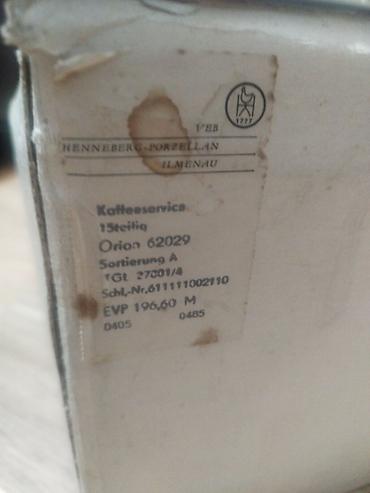 VEB
HENNEBERG-PORZELLAN
ILMENAU
1777
Kaffeeservice
15teilig
Orion 62029
Sortierung A
TGL 27001/4
Schl.-Nr.611111002110
EVP 196,60 M
0405 0485